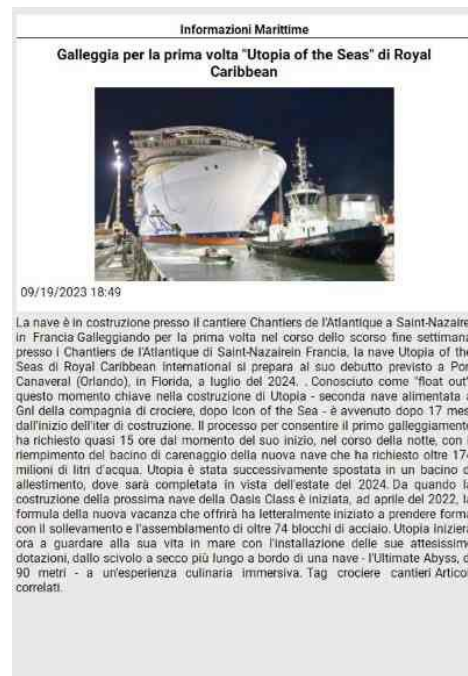 Informazioni Marittime
Galleggia per la prima volta "Utopia of the Seas" di Royal
Caribbean
09/19/2023 18:49
La nave è in costruzione presso il cantiere Chantiers de l'Atlantique a Saint-Nazaire
in Francia Galleggiando per la prima volta nel corso dello scorso fine settimana
presso i Chantiers de l'Atlantique di Saint-Nazairein Francia, la nave Utopia of the
Seas di Royal Caribbean International si prepara al suo debutto previsto a Por
Canaveral (Orlando), in Florida, a luglio del 2024. . Conosciuto come "float out"
questo momento chiave nella costruzione di Utopia - seconda nave alimentata a
Gnl della compagnia di crociere, dopo Icon of the Sea - è avvenuto dopo 17 mes
dall'inizio dell'iter di costruzione. Il processo per consentire il primo galleggiamento
ha richiesto quasi 15 ore dal momento del suo inizio, nel corso della notte, con i
riempimento del bacino di carenaggio della nuova nave che ha richiesto oltre 174
milioni di litri d'acqua. Utopia è stata successivamente spostata in un bacino d
allestimento, dove sarà completata in vista dell'estate del 2024. Da quando la
costruzione della prossima nave della Oasis Class è iniziata, ad aprile del 2022, la
formula della nuova vacanza che offrirà ha letteralmente iniziato a prendere forma
con il sollevamento e l'assemblamento di oltre 74 blocchi di acciaio. Utopia inizierà
ora a guardare alla sua vita in mare con l'installazione delle sue attesissime
dotazioni, dallo scivolo a secco più lungo a bordo di una nave - l'Ultimate Abyss, d
90 metri - a un'esperienza culinaria immersiva. Tag crociere cantieri Articol
correlati.